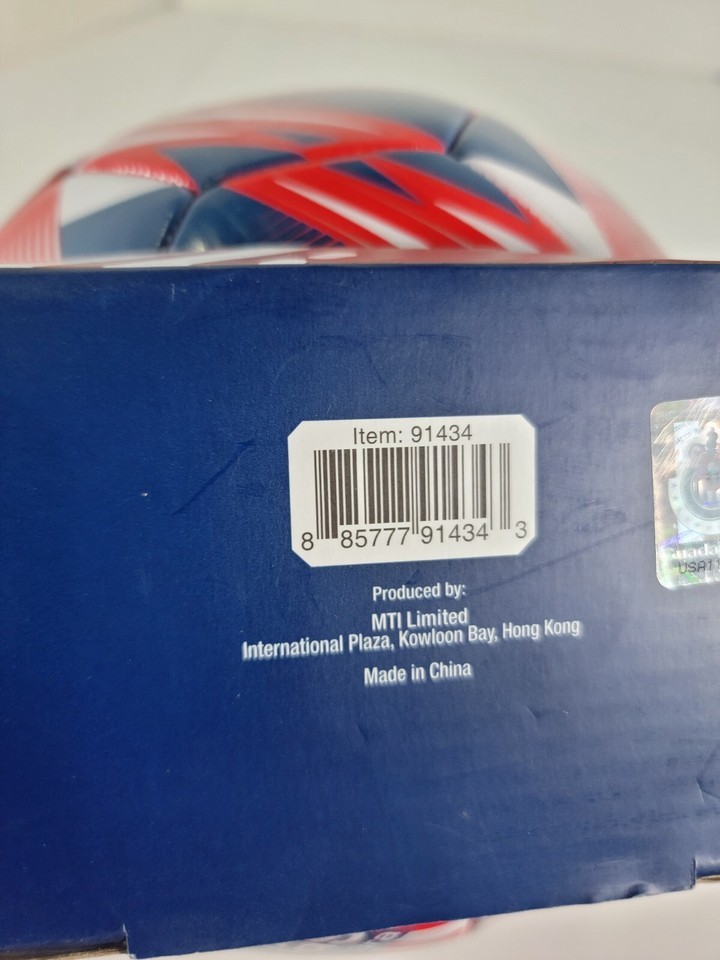 Item: 91434
8 85777 91434 3
Produced by:
MTI Limited
International Plaza, Kowloon Bay, Hong Kong
Made in China